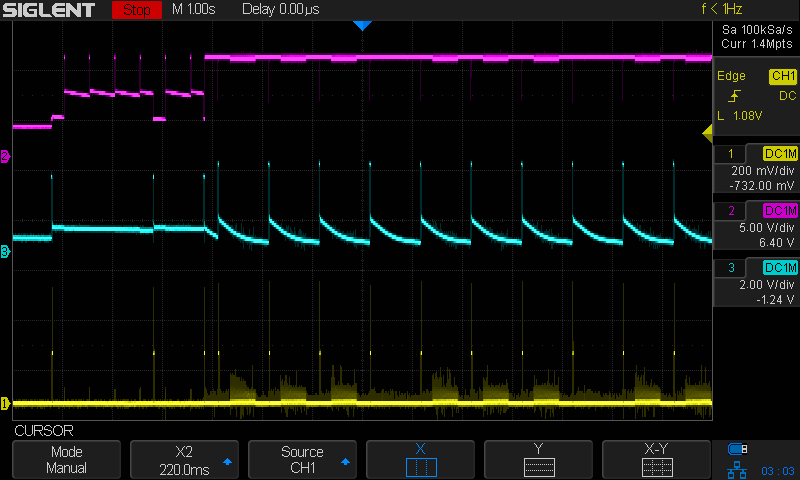 SIGLENT Stop M 1.00s Delay 0.00µs f < 1Hz
Sa 100kSa/s
Curr 1.4Mpts
Edge CH1
DC
L 1.08V
1 DC1M
200 mV/div
-732.00 mV
2 DC1M
5.00 V/div
6.40 V
3 DC1M
2.00 V/div
-1.24 V
2
3
1
CURSOR
Mode
Manual
X2
220.0ms
Source
CH1
X
Y
X-Y
03:03